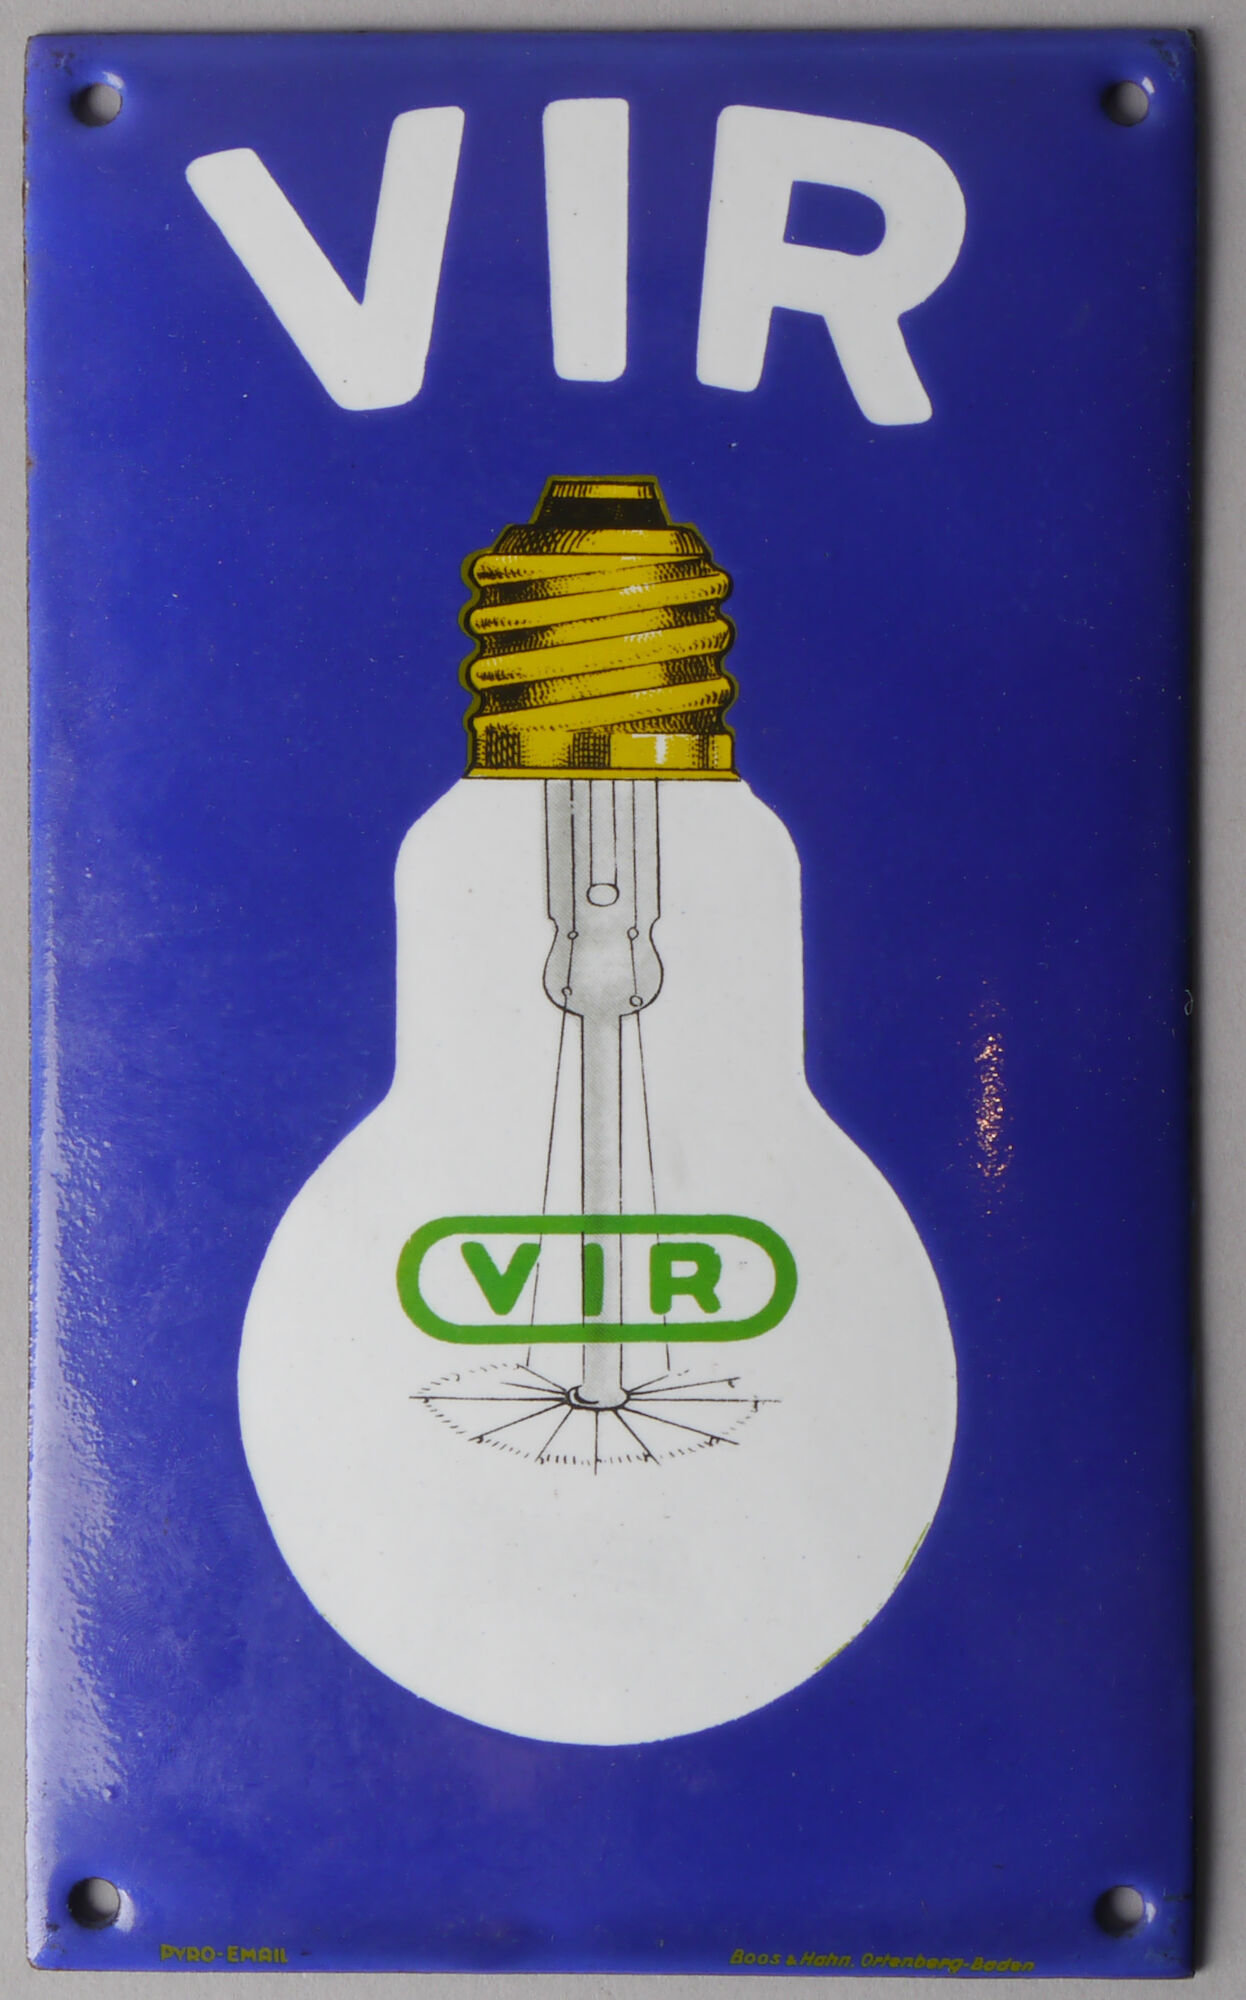 VIR
VIR
PYRO-EMAIL
Boos & Hahn. Ortenberg-Baden